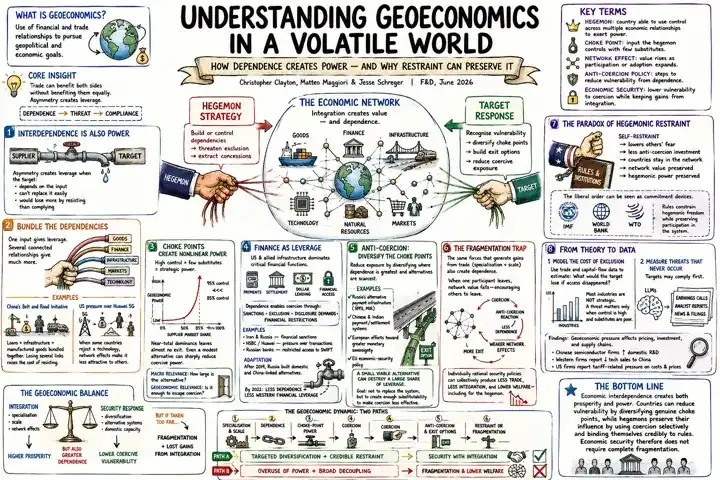 UNDERSTANDING GEOECONOMICS
IN A VOLATILE WORLD
HOW DEPENDENCE CREATES POWER — AND WHY RESTRAINT CAN PRESERVE IT
Christopher Clayton, Matteo Maggiori & Jesse Schreger | F&D, June 2026
WHAT IS GEOECONOMICS?
Use of financial and trade
relationships to pursue
geopolitical and
economic goals.
CORE INSIGHT
Trade can benefit both sides
without benefiting them equally.
Asymmetry creates leverage.
DEPENDENCE → THREAT → COMPLIANCE
1 INTERDEPENDENCE IS ALSO POWER
SUPPLIER
TARGET
Asymmetry creates leverage when
the target:
• depends on the input
• can't replace it easily
• would lose more by resisting
than complying
HEGEMON
STRATEGY
Build or control
dependencies
→ threaten exclusion
→ extract concessions
THE ECONOMIC NETWORK
Integration creates value
— and dependence.
GOODS
FINANCE
INFRASTRUCTURE
TECHNOLOGY
NATURAL
RESOURCES
MARKETS
HEGEMON
TARGET
TARGET
RESPONSE
Recognise vulnerability
→ diversify choke points
→ build exit options
→ reduce coercive
exposure
KEY TERMS
HEGEMON: country able to use control
across multiple economic relationships
to exert power.
CHOKE POINT: input the hegemon
controls with few substitutes.
NETWORK EFFECT: value rises as
participation or adoption expands.
ANTI-COERCION POLICY: steps to
reduce vulnerability from dependence.
ECONOMIC SECURITY: lower vulnerability
to coercion while keeping gains from
integration.
2 BUNDLE THE DEPENDENCIES
One input gives leverage.
Several connected
relationships give
much more.
GOODS
FINANCE
INFRASTRUCTURE
MARKETS
TECHNOLOGY
EXAMPLES
China's Belt and Road Initiative
Loans + infrastructure +
manufactured goods bundled
together. Losing several links
raises the cost of resisting.
US pressure over Huawei 5G
When some countries
reject a technology,
network effects make it
less attractive to others.
3 CHOKE POINTS
CREATE NONLINEAR POWER
High control + few substitutes
= strategic power.
GEOECONOMIC POWER
95% control
<<
85% control
SUPPLIER MARKET SHARE
Near-total dominance leaves
almost no exit. Even a modest
alternative can sharply reduce
coercive power.
MACRO RELEVANCE: How large is
the alternative?
GEOECONOMIC RELEVANCE: Is it
enough to escape coercion?
4 FINANCE AS LEVERAGE
US & allied infrastructure dominates
critical financial functions.
PAYMENTS
SETTLEMENT
DOLLAR
LENDING
FINANCIAL
ACCESS
Dependence enables coercion through:
SANCTIONS • EXCLUSION • DISCLOSURE DEMANDS •
FINANCIAL RESTRICTIONS
EXAMPLES
• Iran & Russia — financial sanctions
• HSBC / Huawei — pressure through
• Russian banks — restricted access to SWIFT
ADAPTATION
After 2014, Russia built domestic
and China-linked alternatives.
By 2022: LESS DEPENDENCE =
LESS WESTERN FINANCIAL LEVERAGE
5 ANTI-COERCION:
DIVERSIFY THE CHOKE POINTS
Reduce exposure by diversifying where
dependence is greatest and alternatives
are scarcest.
EXAMPLES
• Russia's alternative
payment infrastructure
(SPFS, MIR)
• Chinese & Indian
payment/settlement
systems
• European efforts toward
greater monetary
sovereignty
• EU economic-security
policy
EXIT
OPTION
A SMALL VIABLE ALTERNATIVE
CAN DESTROY A LARGE
SHARE OF LEVERAGE.
Goal: not to replace the system,
but to create enough substitutability
to make coercion less effective.
6 THE FRAGMENTATION TRAP
The same forces that generate
gains from trade (specialisation + scale)
also create dependence.
When one participant leaves,
network value falls—encouraging
others to leave.
COERCION
ANTI-COERCION
REACTION
LESS
DEPENDENCE
WEAKER NETWORK
EFFECTS
MORE EXIT
Individually rational security policies
can collectively produce LESS TRADE,
LESS INTEGRATION, and LOWER WELFARE—
including for the hegemon.
7 THE PARADOX OF HEGEMONIC RESTRAINT
RULES &
INSTITUTIONS
SELF-RESTRAINT
→ lowers others' fear
→ less anti-coercion investment
→ countries stay in the network
→ network value preserved
→ hegemonic power preserved
The liberal order can be seen as commitment devices.
IMF
WORLD
BANK
WTO
Rules constrain
hegemonic freedom
while preserving
participation
in the system.
8 FROM THEORY TO DATA
1 MODEL THE COST OF EXCLUSION
Use trade and capital-flow data to
estimate: What would the target
lose if access disappeared?
US
INDUSTRIES
Most industries are NOT
strategic. A threat matters
only when control is high
and substitutes are poor.
2 MEASURE THREATS THAT
NEVER OCCUR
Targets may comply first.
LLMs
EARNINGS CALLS
ANALYST REPORTS
NEWS & FILINGS
Findings: Geoeconomic pressure affects pricing, investment,
and supply chains.
• Chinese semiconductor firms ↑ domestic R&D
• Western firms report ↓ tech sales to China
• US firms report tariff-related pressure on costs & prices
THE GEOECONOMIC BALANCE
INTEGRATION
• specialisation
• scale
• network effects
HIGHER PROSPERITY
BUT ALSO
GREATER
DEPENDENCE
SECURITY RESPONSE
• diversification
• alternative systems
• domestic capacity
LOWER COERCIVE
VULNERABILITY
BUT IF TAKEN
TOO FAR...
FRAGMENTATION
+ LOST GAINS
FROM INTEGRATION
THE GEOECONOMIC DYNAMIC: TWO PATHS
1 SPECIALISATION
& SCALE
2 DEPENDENCE
3 CHOKE-POINT
POWER
4 COERCION
5 ANTI-COERCION
& EXIT OPTIONS
6 RESTRAINT OR
FRAGMENTATION
PATH A
TARGETED DIVERSIFICATION + CREDIBLE RESTRAINT
SECURITY WITH INTEGRATION
PATH B
OVERUSE OF POWER + BROAD DECOUPLING
FRAGMENTATION & LOWER WELFARE
THE BOTTOM LINE
Economic interdependence creates both
prosperity and power. Countries can reduce
vulnerability by diversifying genuine choke
points, while hegemons preserve their
influence by using coercion selectively
and binding themselves credibly to rules.
Economic security therefore does not
require complete fragmentation.